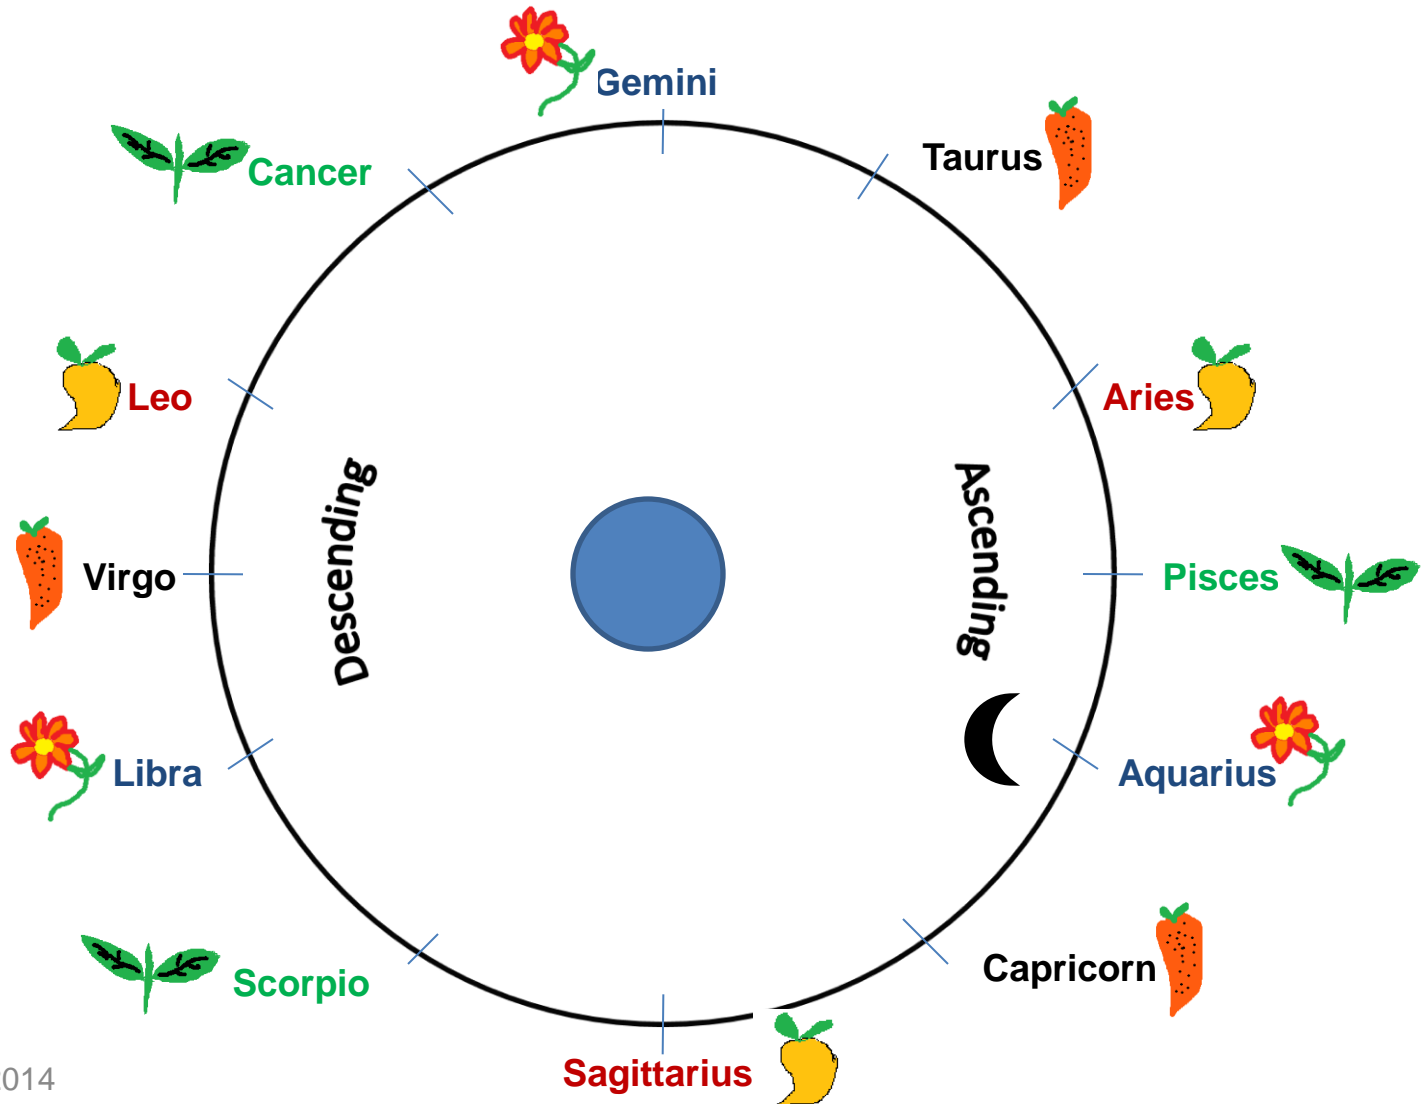 Gemini
Taurus
Cancer
Leo
Aries
Descending
Ascending
Virgo
Pisces
Libra
Aquarius
Scorpio
Capricorn
Sagittarius
014